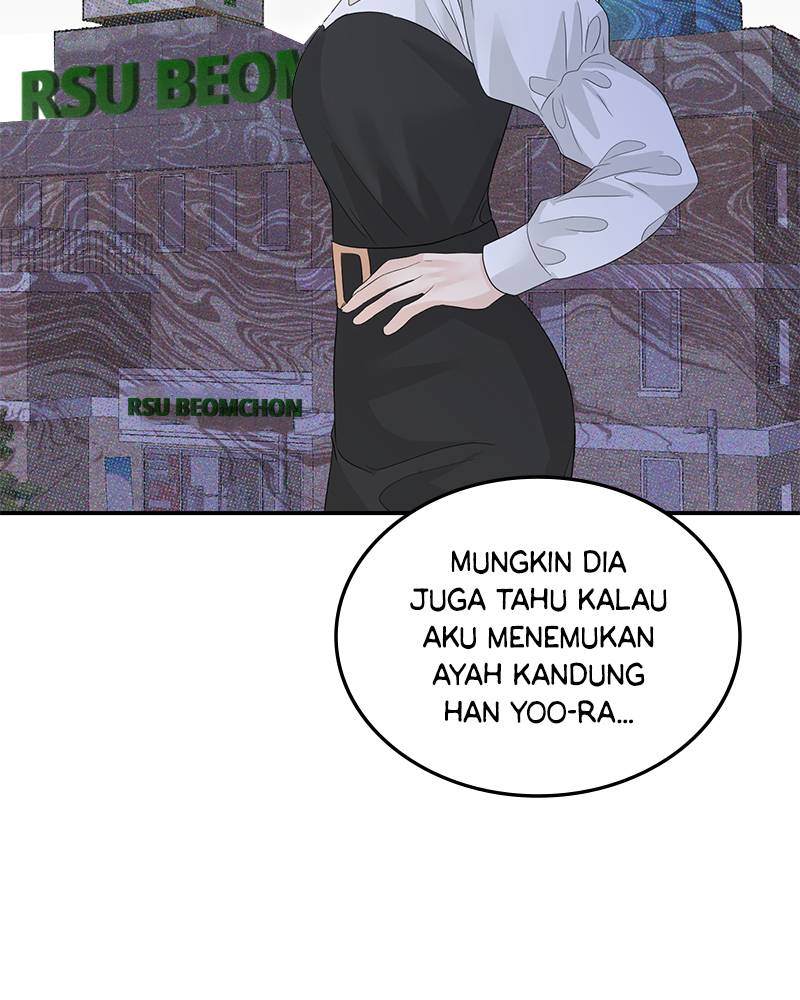 RSU BEOM
RSU BEOMCHON
MUNGKIN DIA
JUGA TAHU KALAU
AKU MENEMUKAN
AYAH KANDUNG
HAN YOO-RA...